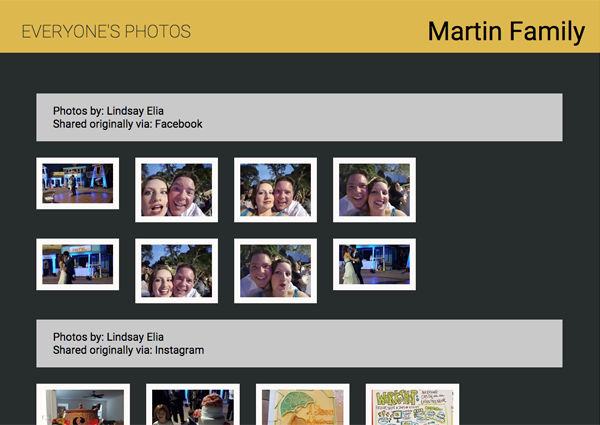 EVERYONE'S PHOTOS
Martin Family
Photos by: Lindsay Elia
Shared originally via: Facebook
Photos by: Lindsay Elia
Shared originally via: Instagram